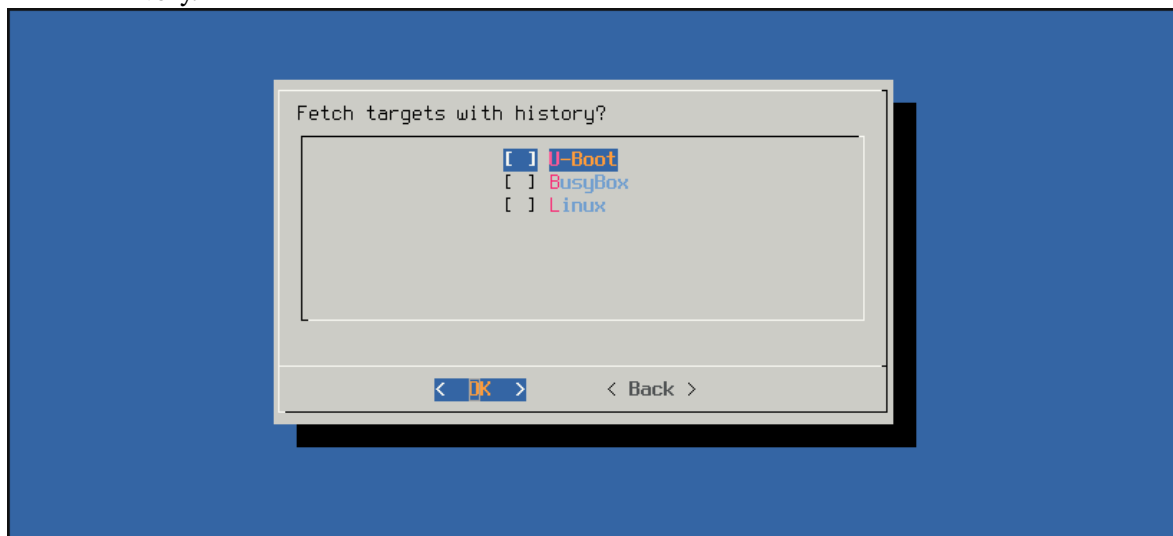 Fetch targets with history?
[ ] U-Boot
[ ] BusyBox
[ ] Linux
< OK > < Back >